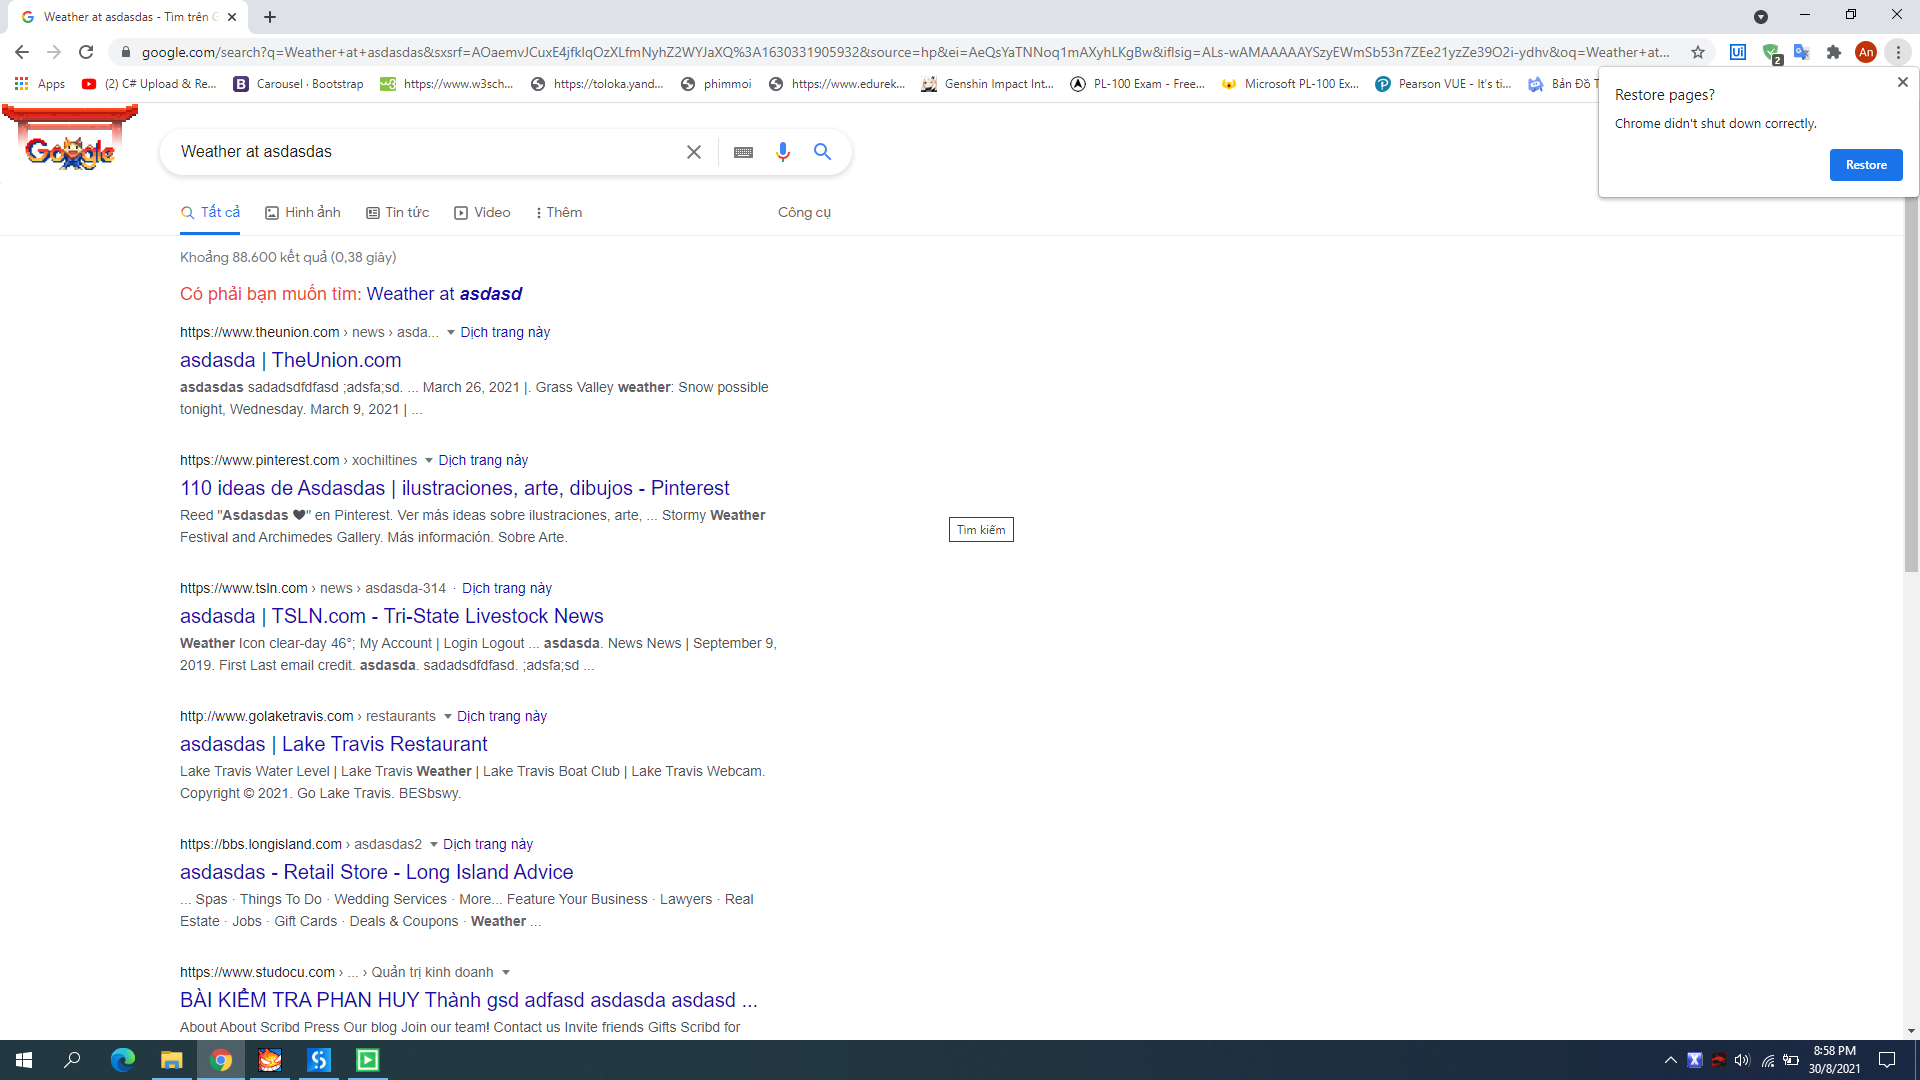 Weather at asdasdas - Tìm trên G
google.com/search?q=Weather+at+asdasdas&sxsrf=AOaemvJCuxE4jfklqOzXLfmNyhZ2WYJaXQ%3A1630331905932&source=hp&ei=AeQsYaTNNoq1mAXyhLKgBw&iflsig=ALs-wAMAAAAAYSzyEWmSb53n7ZEe21yzZe39O2i-ydhv&oq=Weather+at...
2
An
Apps
(2) C# Upload & Re...
Carousel · Bootstrap
https://www.w3sch...
https://toloka.yand...
phimmoi
https://www.edurek...
Genshin Impact Int...
PL-100 Exam - Free...
Microsoft PL-100 Ex...
Pearson VUE - It's ti...
Bản Đồ T
Restore pages?
Chrome didn't shut down correctly.
Restore
Google
Weather at asdasdas
Tất cả
Hình ảnh
Tin tức
Video
Thêm
Công cụ
Khoảng 88.600 kết quả (0,38 giây)
Có phải bạn muốn tìm: Weather at asdasd
https://www.theunion.com › news › asda... Dịch trang này
asdasda | TheUnion.com
asdasdas sadadsdfdfasd ;adsfa;sd. ... March 26, 2021 |. Grass Valley weather: Snow possible
tonight, Wednesday. March 9, 2021 | ...
https://www.pinterest.com › xochiltines Dịch trang này
110 ideas de Asdasdas | ilustraciones, arte, dibujos - Pinterest
Reed "Asdasdas ❤" en Pinterest. Ver más ideas sobre ilustraciones, arte, ... Stormy Weather
Festival and Archimedes Gallery. Más información. Sobre Arte.
Tìm kiếm
https://www.tsln.com › news › asdasda-314 · Dịch trang này
asdasda | TSLN.com - Tri-State Livestock News
Weather Icon clear-day 46°; My Account | Login Logout ... asdasda. News News | September 9,
2019. First Last email credit. asdasda. sadadsdfdfasd. ;adsfa;sd ...
http://www.golaketravis.com › restaurants Dịch trang này
asdasdas | Lake Travis Restaurant
Lake Travis Water Level | Lake Travis Weather | Lake Travis Boat Club | Lake Travis Webcam.
Copyright © 2021. Go Lake Travis. BESbswy.
https://bbs.longisland.com › asdasdas2 Dịch trang này
asdasdas - Retail Store - Long Island Advice
... Spas · Things To Do · Wedding Services · More... Feature Your Business · Lawyers · Real
Estate · Jobs · Gift Cards · Deals & Coupons · Weather ...
https://www.studocu.com › ... › Quản trị kinh doanh
BÀI KIỂM TRA PHAN HUY Thành gsd adfasd asdasda asdasd ...
About About Scribd Press Our blog Join our team! Contact us Invite friends Gifts Scribd for
8:58 PM
30/8/2021